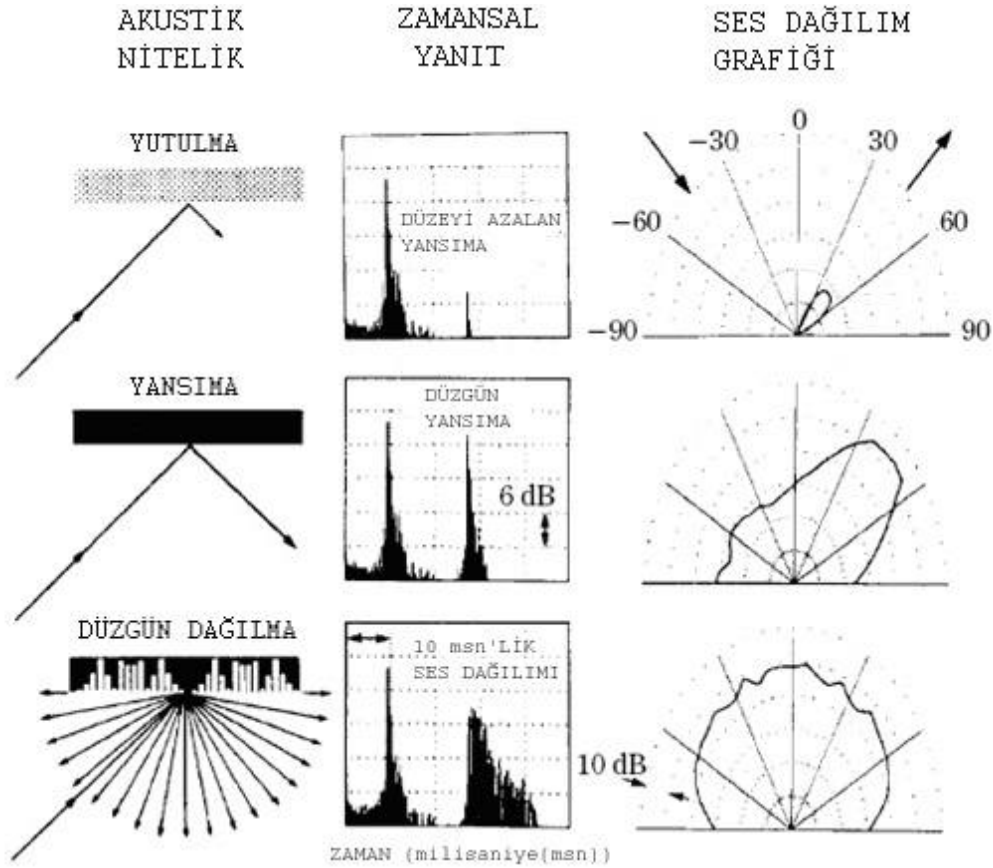 AKUSTİK
NİTELİK
ZAMANSAL
YANIT
SES DAĞILIM
GRAFİĞİ
YUTULMA
DÜZEYİ AZALAN
YANSIMA
0
-30
30
-60
60
-90
90
YANSIMA
DÜZGÜN
YANSIMA
6 dB
DÜZGÜN DAĞILMA
10 msn'LİK
SES DAĞILIMI
10 dB
ZAMAN (milisaniye(msn))